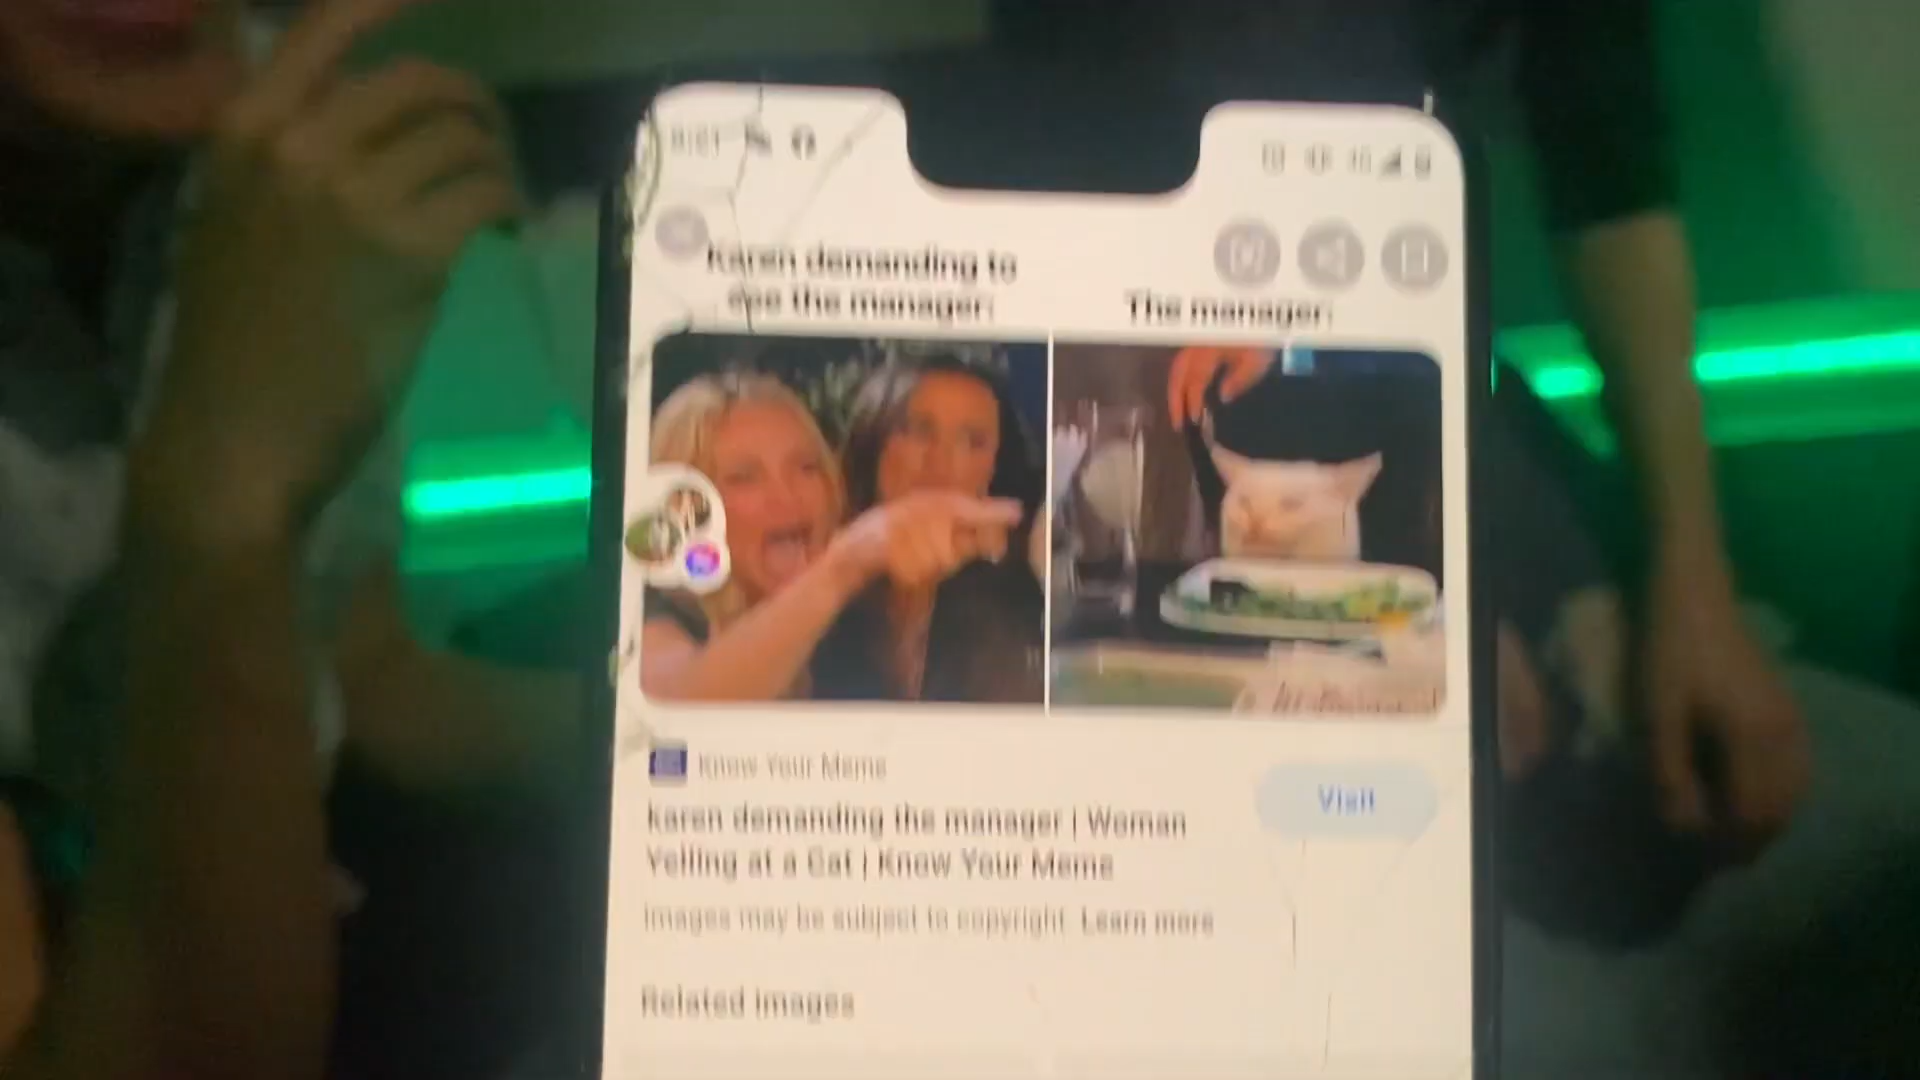 Karen demanding to
see the manager:
The manager:
Know Your Meme
karen demanding the manager | Woman
Yelling at a Cat | Know Your Meme
Visit
Images may be subject to copyright. Learn more
Related images